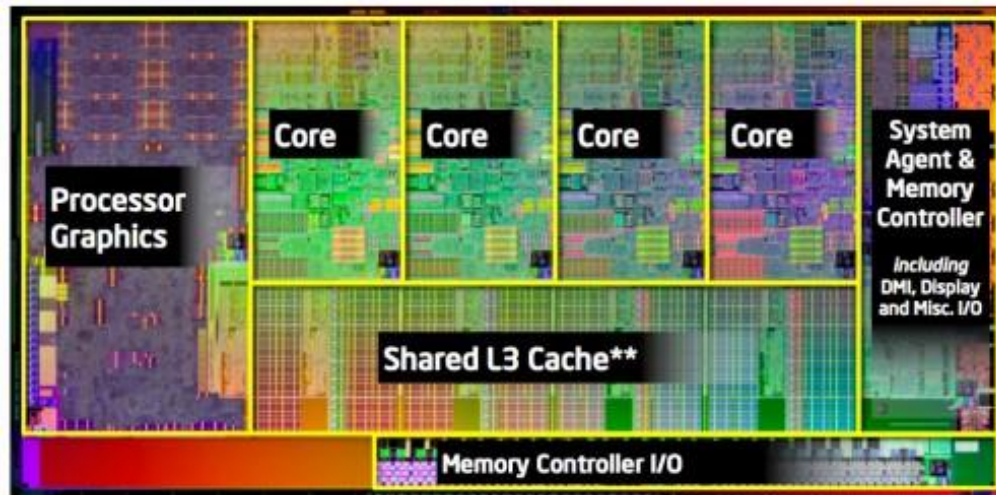 Processor
Graphics
Core
Core
Core
Core
System
Agent &
Memory
Controller
including
DMI, Display
and Misc. I/O
Shared L3 Cache**
Memory Controller I/O